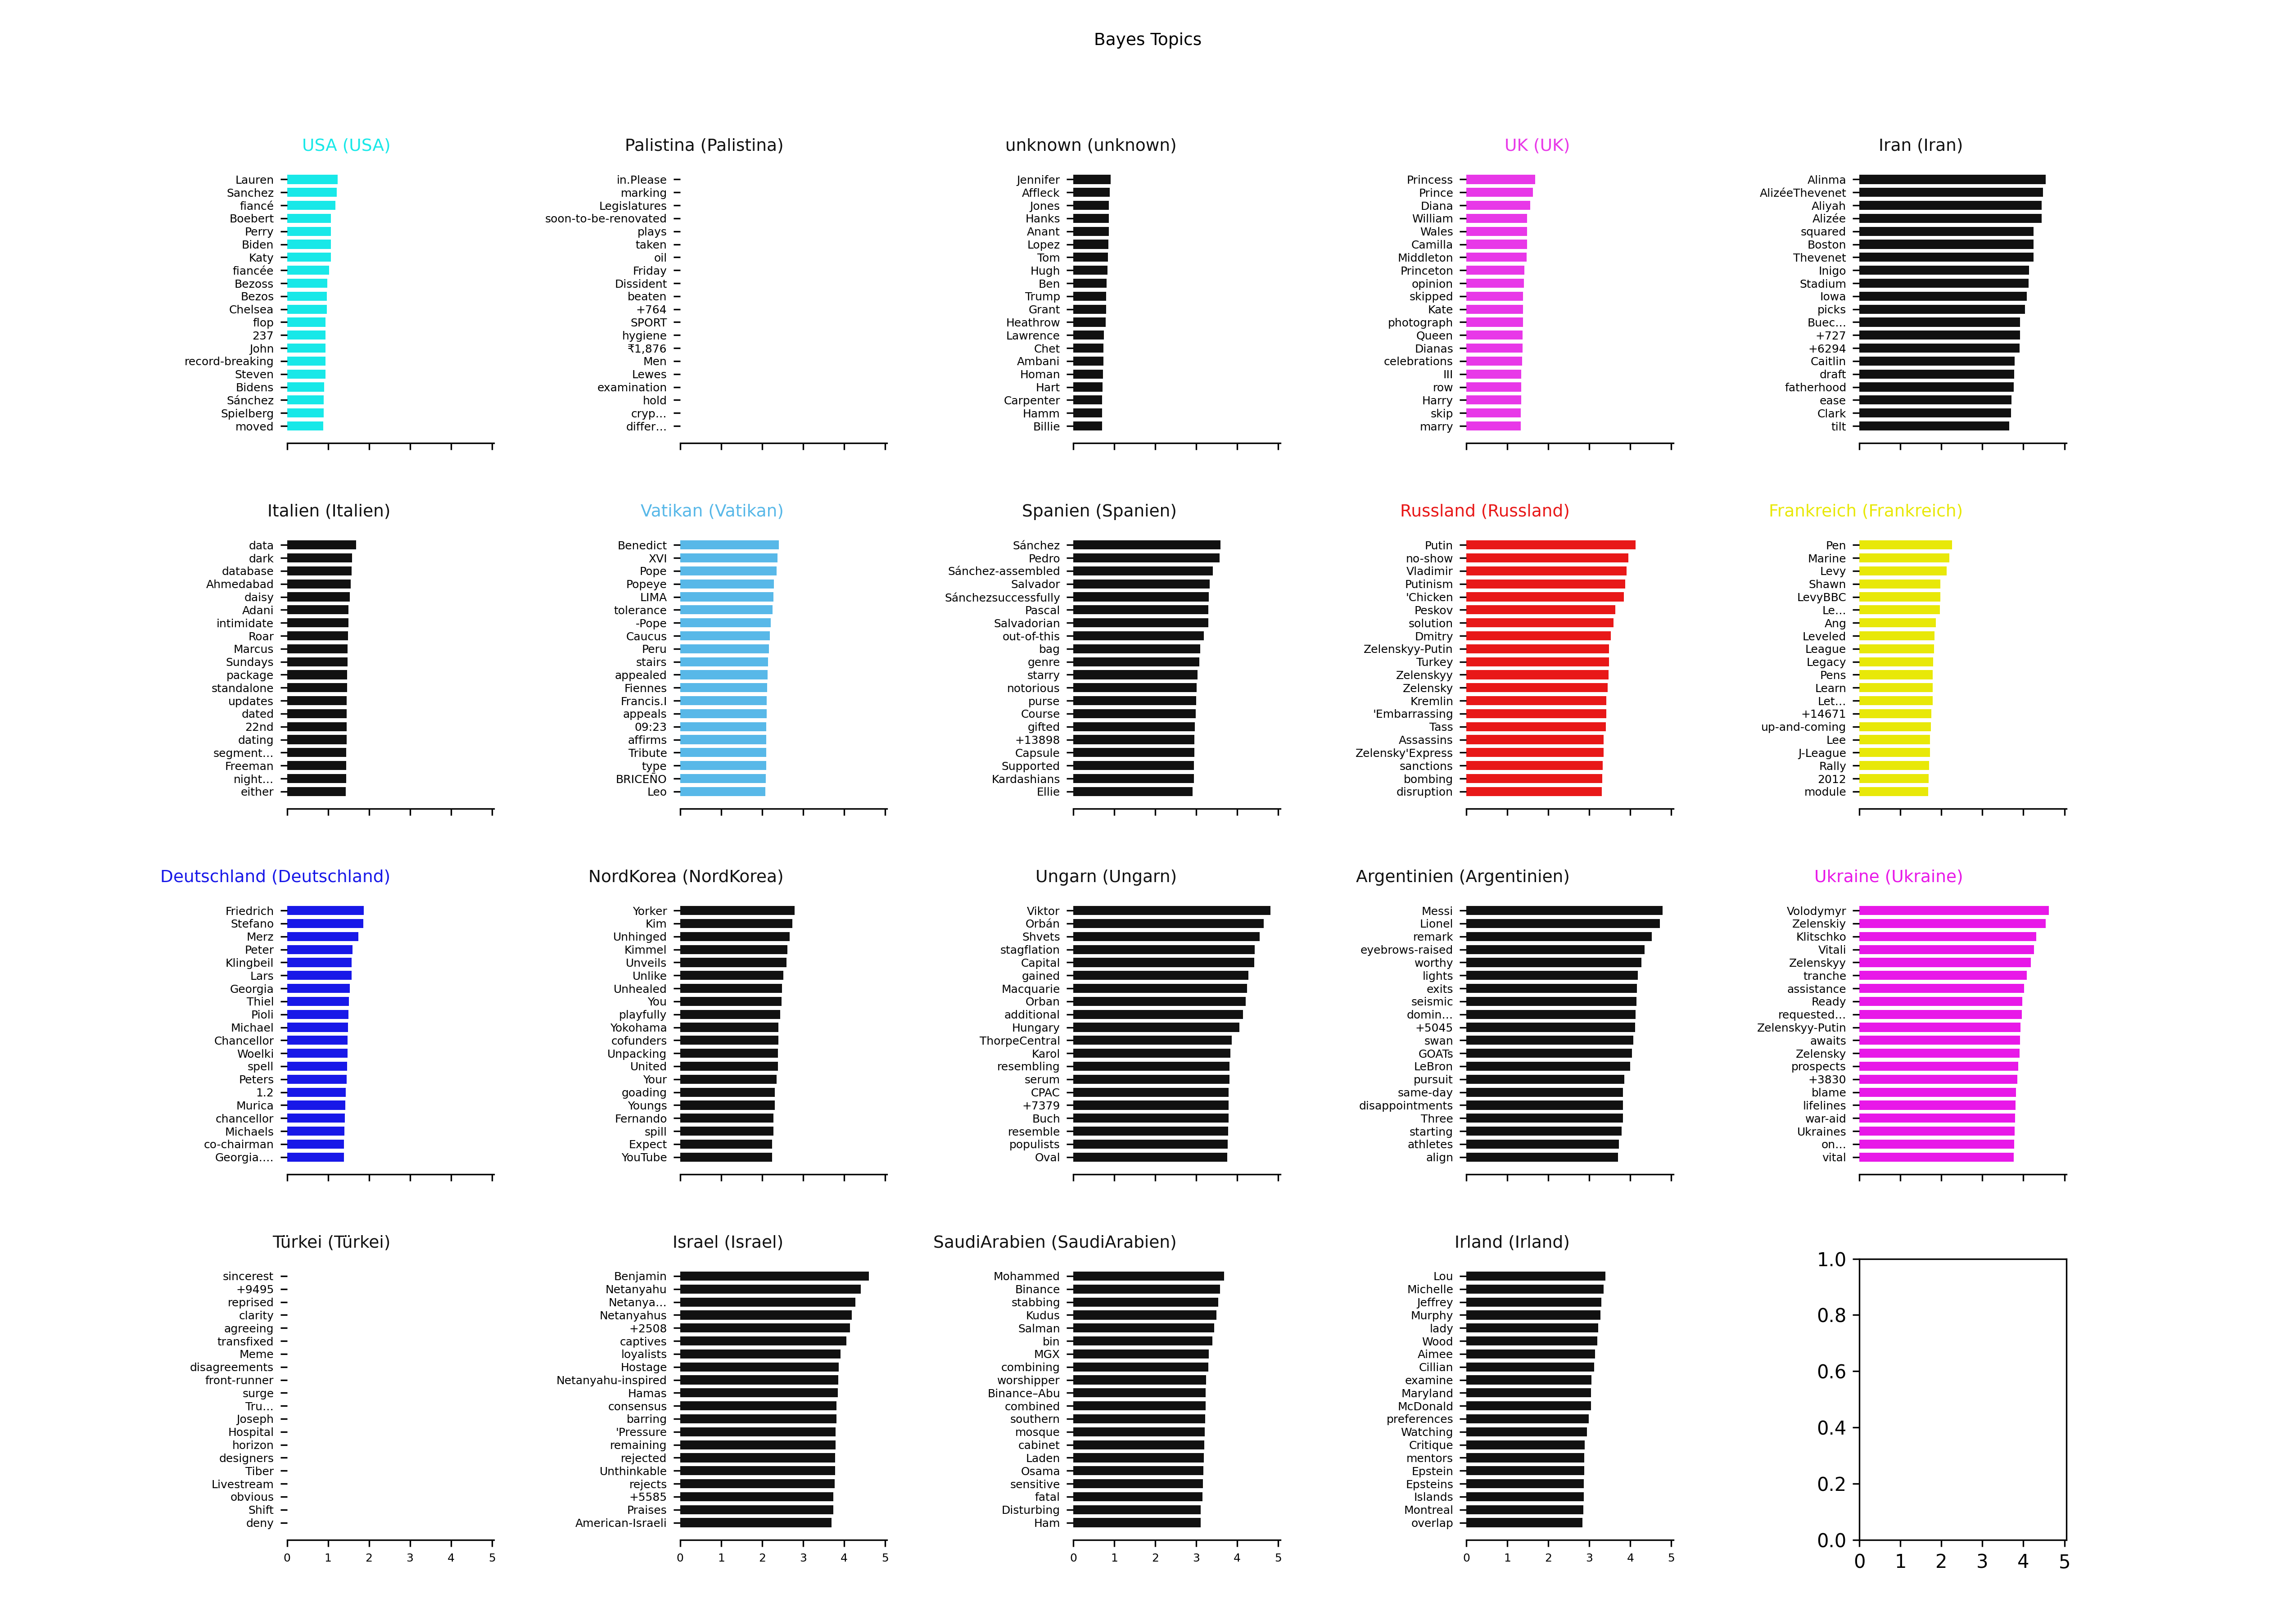 Bayes Topics
USA (USA)
Lauren
Sanchez
fiancé
Boebert
Perry
Biden
Katy
fiancée
Bezoss
Bezos
Chelsea
flop
237
John
record-breaking
Steven
Bidens
Sánchez
Spielberg
moved
Palistina (Palistina)
in.Please
marking
Legislatures
soon-to-be-renovated
plays
taken
oil
Friday
Dissident
beaten
+764
SPORT
hygiene
₹1,876
Men
Lewes
examination
hold
cryp…
differ…
unknown (unknown)
Jennifer
Affleck
Jones
Hanks
Anant
Lopez
Tom
Hugh
Ben
Trump
Grant
Heathrow
Lawrence
Chet
Ambani
Homan
Hart
Carpenter
Hamm
Billie
UK (UK)
Princess
Prince
Diana
William
Wales
Camilla
Middleton
Princeton
opinion
skipped
Kate
photograph
Queen
Dianas
celebrations
III
row
Harry
skip
marry
Iran (Iran)
Alinma
AlizéeThevenet
Aliyah
Alizée
squared
Boston
Thevenet
Inigo
Stadium
Iowa
picks
Buec…
+727
+6294
Caitlin
draft
fatherhood
ease
Clark
tilt
Italien (Italien)
data
dark
database
Ahmedabad
daisy
Adani
intimidate
Roar
Marcus
Sundays
package
standalone
updates
dated
22nd
dating
segment…
Freeman
night…
either
Vatikan (Vatikan)
Benedict
XVI
Pope
Popeye
LIMA
tolerance
-Pope
Caucus
Peru
stairs
appealed
Fiennes
Francis.I
appeals
09:23
affirms
Tribute
type
BRICEÑO
Leo
Spanien (Spanien)
Sánchez
Pedro
Sánchez-assembled
Salvador
Sánchezsuccessfully
Pascal
Salvadorian
out-of-this
bag
genre
starry
notorious
purse
Course
gifted
+13898
Capsule
Supported
Kardashians
Ellie
Russland (Russland)
Putin
no-show
Vladimir
Putinism
'Chicken
Peskov
solution
Dmitry
Zelenskyy-Putin
Turkey
Zelenskyy
Zelensky
Kremlin
'Embarrassing
Tass
Assassins
Zelensky'Express
sanctions
bombing
disruption
Frankreich (Frankreich)
Pen
Marine
Levy
Shawn
LevyBBC
Le…
Ang
Leveled
League
Legacy
Pens
Learn
Let…
+14671
up-and-coming
Lee
J-League
Rally
2012
module
Deutschland (Deutschland)
Friedrich
Stefano
Merz
Peter
Klingbeil
Lars
Georgia
Thiel
Pioli
Michael
Chancellor
Woelki
spell
Peters
1.2
Murica
chancellor
Michaels
co-chairman
Georgia.…
NordKorea (NordKorea)
Yorker
Kim
Unhinged
Kimmel
Unveils
Unlike
Unhealed
You
playfully
Yokohama
cofunders
Unpacking
United
Your
goading
Youngs
Fernando
spill
Expect
YouTube
Ungarn (Ungarn)
Viktor
Orbán
Shvets
stagflation
Capital
gained
Macquarie
Orban
additional
Hungary
ThorpeCentral
Karol
resembling
serum
CPAC
+7379
Buch
resemble
populists
Oval
Argentinien (Argentinien)
Messi
Lionel
remark
eyebrows-raised
worthy
lights
exits
seismic
domin…
+5045
swan
GOATs
LeBron
pursuit
same-day
disappointments
Three
starting
athletes
align
Ukraine (Ukraine)
Volodymyr
Zelenskiy
Klitschko
Vitali
Zelenskyy
tranche
assistance
Ready
requested…
Zelenskyy-Putin
awaits
Zelensky
prospects
+3830
blame
lifelines
war-aid
Ukraines
on…
vital
Türkei (Türkei)
sincerest
+9495
reprised
clarity
agreeing
transfixed
Meme
disagreements
front-runner
surge
Tru…
Joseph
Hospital
horizon
designers
Tiber
Livestream
obvious
Shift
deny
0 1 2 3 4 5
Israel (Israel)
Benjamin
Netanyahu
Netanya…
Netanyahus
+2508
captives
loyalists
Hostage
Netanyahu-inspired
Hamas
consensus
barring
'Pressure
remaining
rejected
Unthinkable
rejects
+5585
Praises
American-Israeli
0 1 2 3 4 5
SaudiArabien (SaudiArabien)
Mohammed
Binance
stabbing
Kudus
Salman
bin
MGX
combining
worshipper
Binance–Abu
combined
southern
mosque
cabinet
Laden
Osama
sensitive
fatal
Disturbing
Ham
0 1 2 3 4 5
Irland (Irland)
Lou
Michelle
Jeffrey
Murphy
lady
Wood
Aimee
Cillian
examine
Maryland
McDonald
preferences
Watching
Critique
mentors
Epstein
Epsteins
Islands
Montreal
overlap
0 1 2 3 4 5
1.0
0.8
0.6
0.4
0.2
0.0
0 1 2 3 4 5